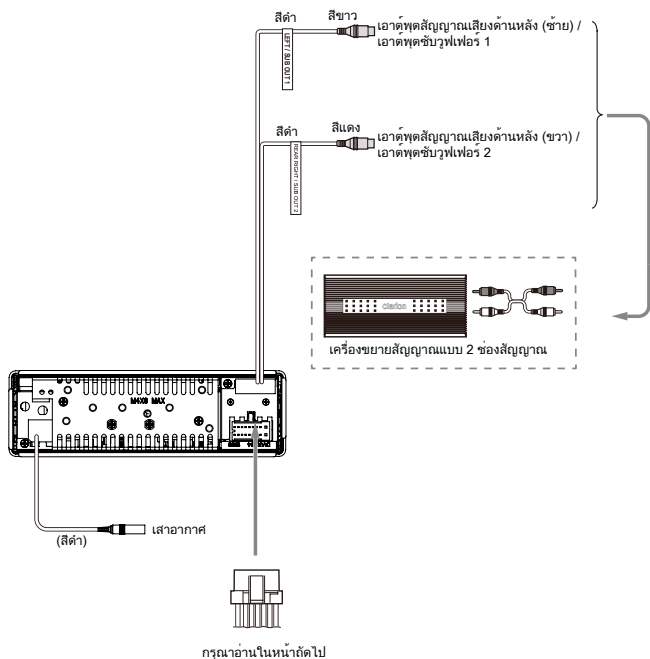 สีดำ
สีขาว
LEFT / SUB OUT 1
เอาต์พุตสัญญาณเสียงด้านหลัง (ซ้าย) /
เอาต์พุตซับวูฟเฟอร์ 1
สีดำ
สีแดง
REAR RIGHT / SUB OUT 2
เอาต์พุตสัญญาณเสียงด้านหลัง (ขวา) /
เอาต์พุตซับวูฟเฟอร์ 2
clarion
เครื่องขยายสัญญาณแบบ 2 ช่องสัญญาณ
M4X8 MAX
เสาอากาศ
(สีดำ)
กรุณาอ่านในหน้าถัดไป